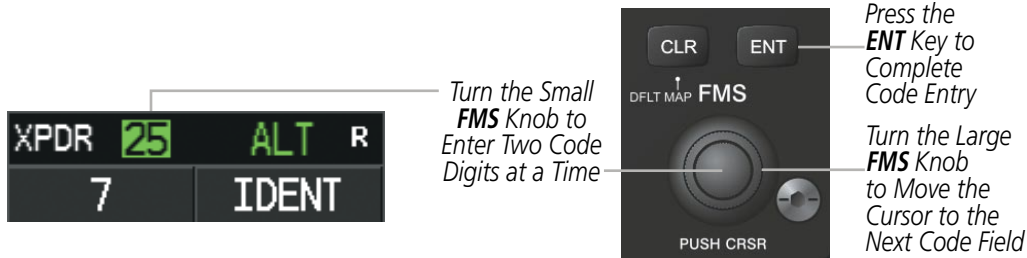 XPDR 25 ALT R
7 IDENT
Turn the Small
FMS Knob to
Enter Two Code
Digits at a Time
CLR ENT
DFLT MAP FMS
PUSH CRSR
Press the
ENT Key to
Complete
Code Entry
Turn the Large
FMS Knob
to Move the
Cursor to the
Next Code Field